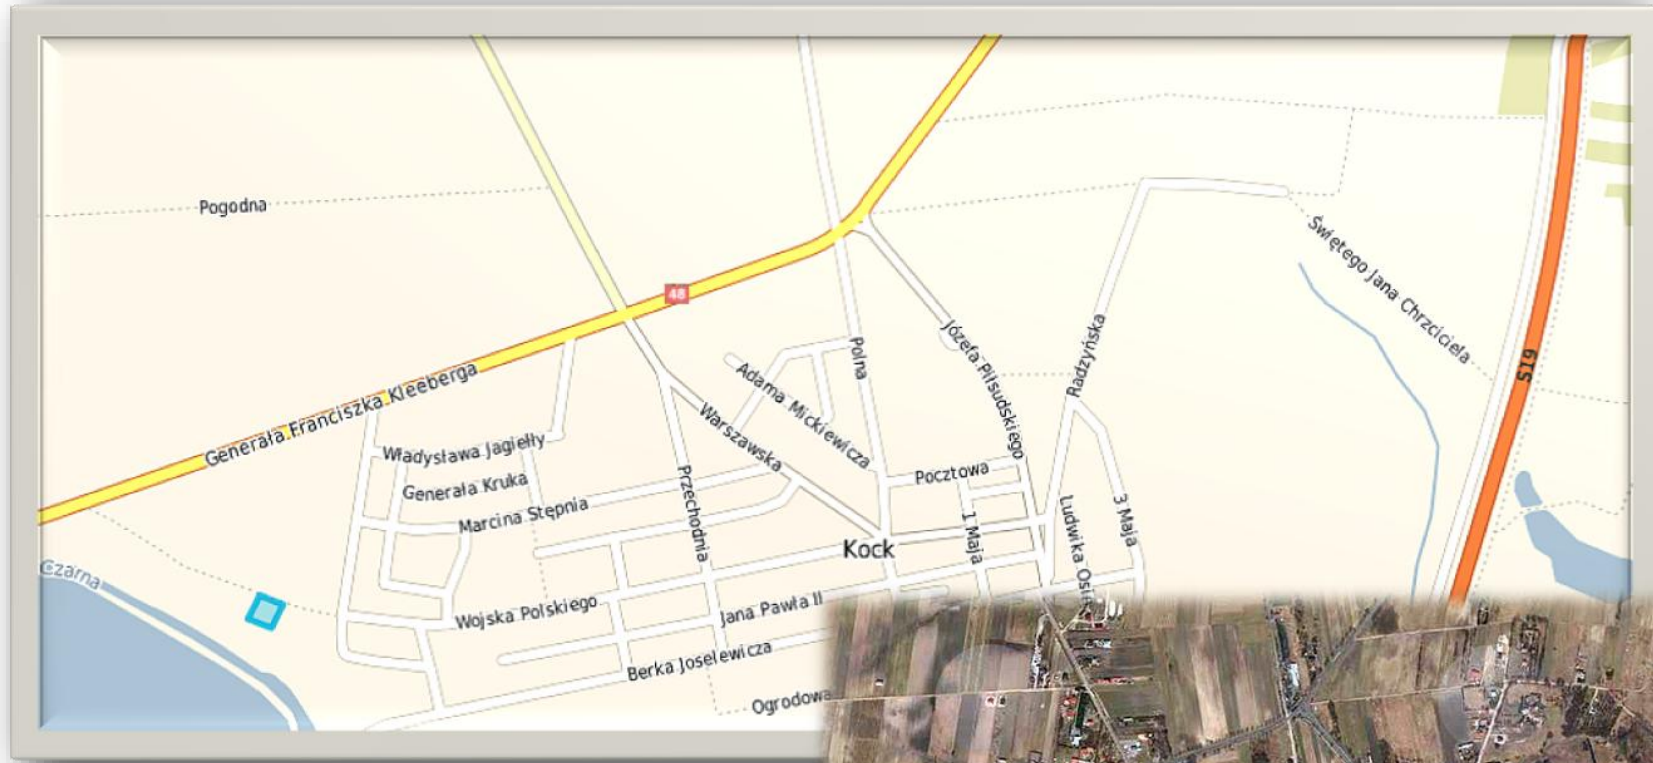 Pogodna
Świętego Jana Chrzciciela
48
Józefa Piłsudskiego
Radzyńska
Polna
S19
Generała Franciszka Kleeberga
Adama Mickiewicza
Warszawska
Władysława Jagiełły
Pocztowa
Generała Kruka
Przechodnia
Marcina Stępnia
1 Maja
Ludwika
3 Maja
Kock
Czarna
Wojska Polskiego
Jana Pawła II
Berka Joselewicza
Ogrodowa